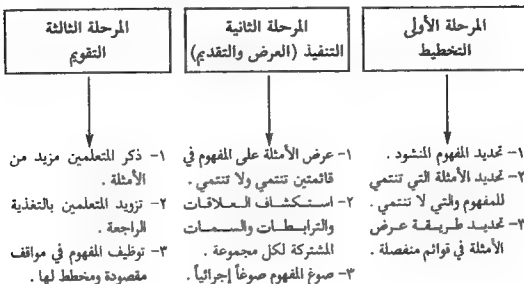 المرحلة الأولى
التخطيط
١- تحديد المفهوم المنشود .
٢- تحديد الأمثلة التي تنتمي
للمفهوم والتي لا تنتمي .
٣- تحديد طريقة عرض
الأمثلة في قوائم منفصلة .
المرحلة الثانية
التنفيذ (العرض والتقديم)
١- عرض الأمثلة على المفهوم في
قائمتين تنتمي ولا تنتمي .
٢- استكشاف العلاقات
والترابطات والسمات
المشتركة لكل مجموعة .
٣- صوغ المفهوم صوغاً إجرائياً .
المرحلة الثالثة
التقويم
١- ذكر المتعلمين مزيد من
الأمثلة .
٢- تزويد المتعلمين بالتغذية
الراجعة .
٣- توظيف المفهوم في مواقف
مقصودة ومخطط لها .